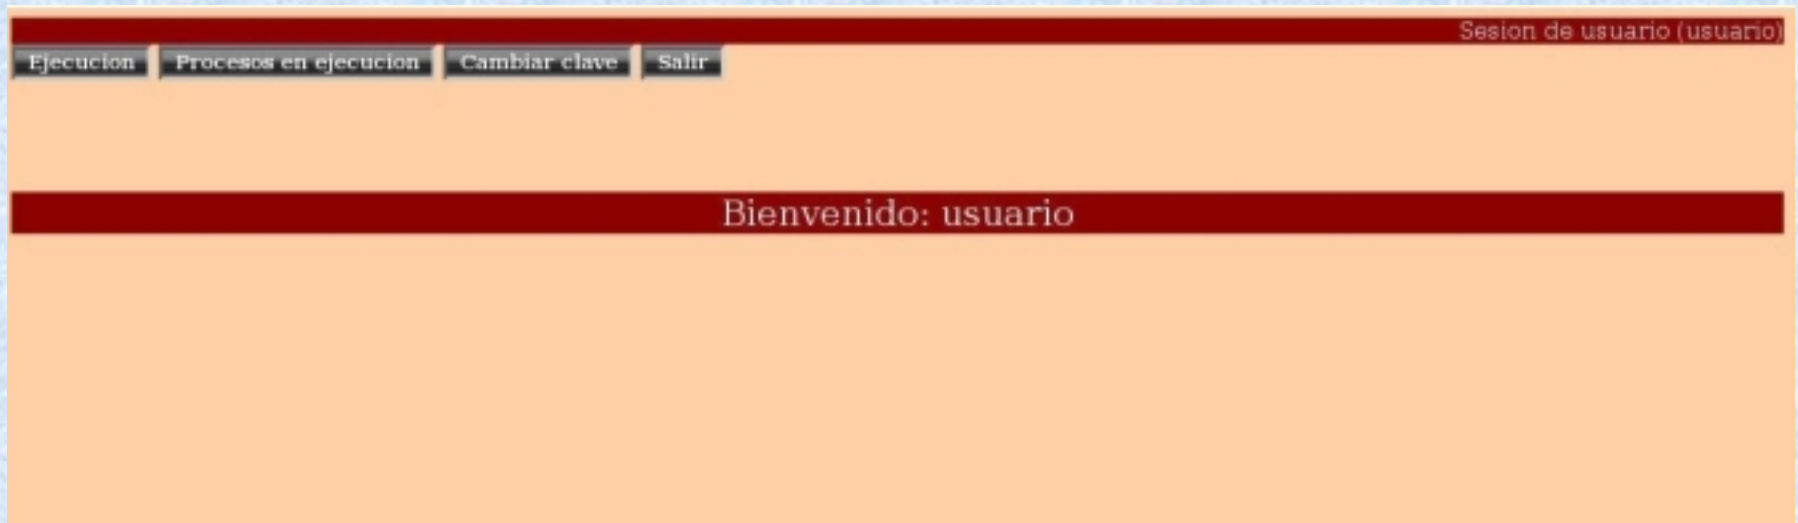 Sesion de usuario (usuario)
Ejecucion Procesos en ejecucion Cambiar clave Salir
Bienvenido: usuario